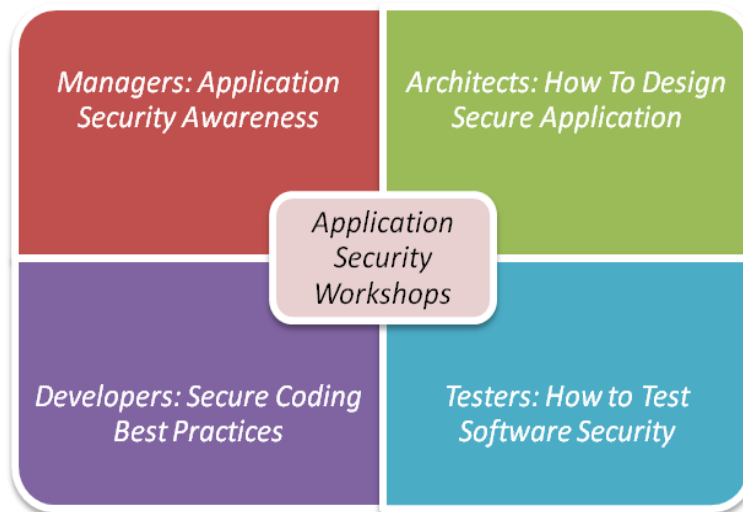 Managers: Application
Security Awareness
Architects: How To Design
Secure Application
Application
Security
Workshops
Developers: Secure Coding
Best Practices
Testers: How to Test
Software Security